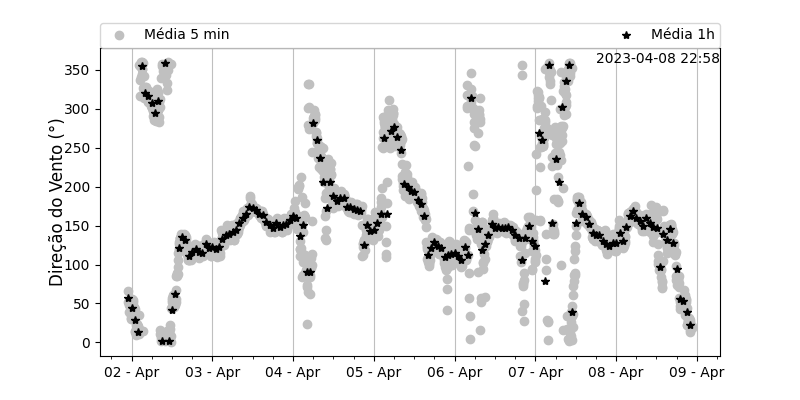 Média 5 min
Média 1h
2023-04-08 22:58
Direção do Vento (°)
350
300
250
200
150
100
50
0
02 - Apr
03 - Apr
04 - Apr
05 - Apr
06 - Apr
07 - Apr
08 - Apr
09 - Apr